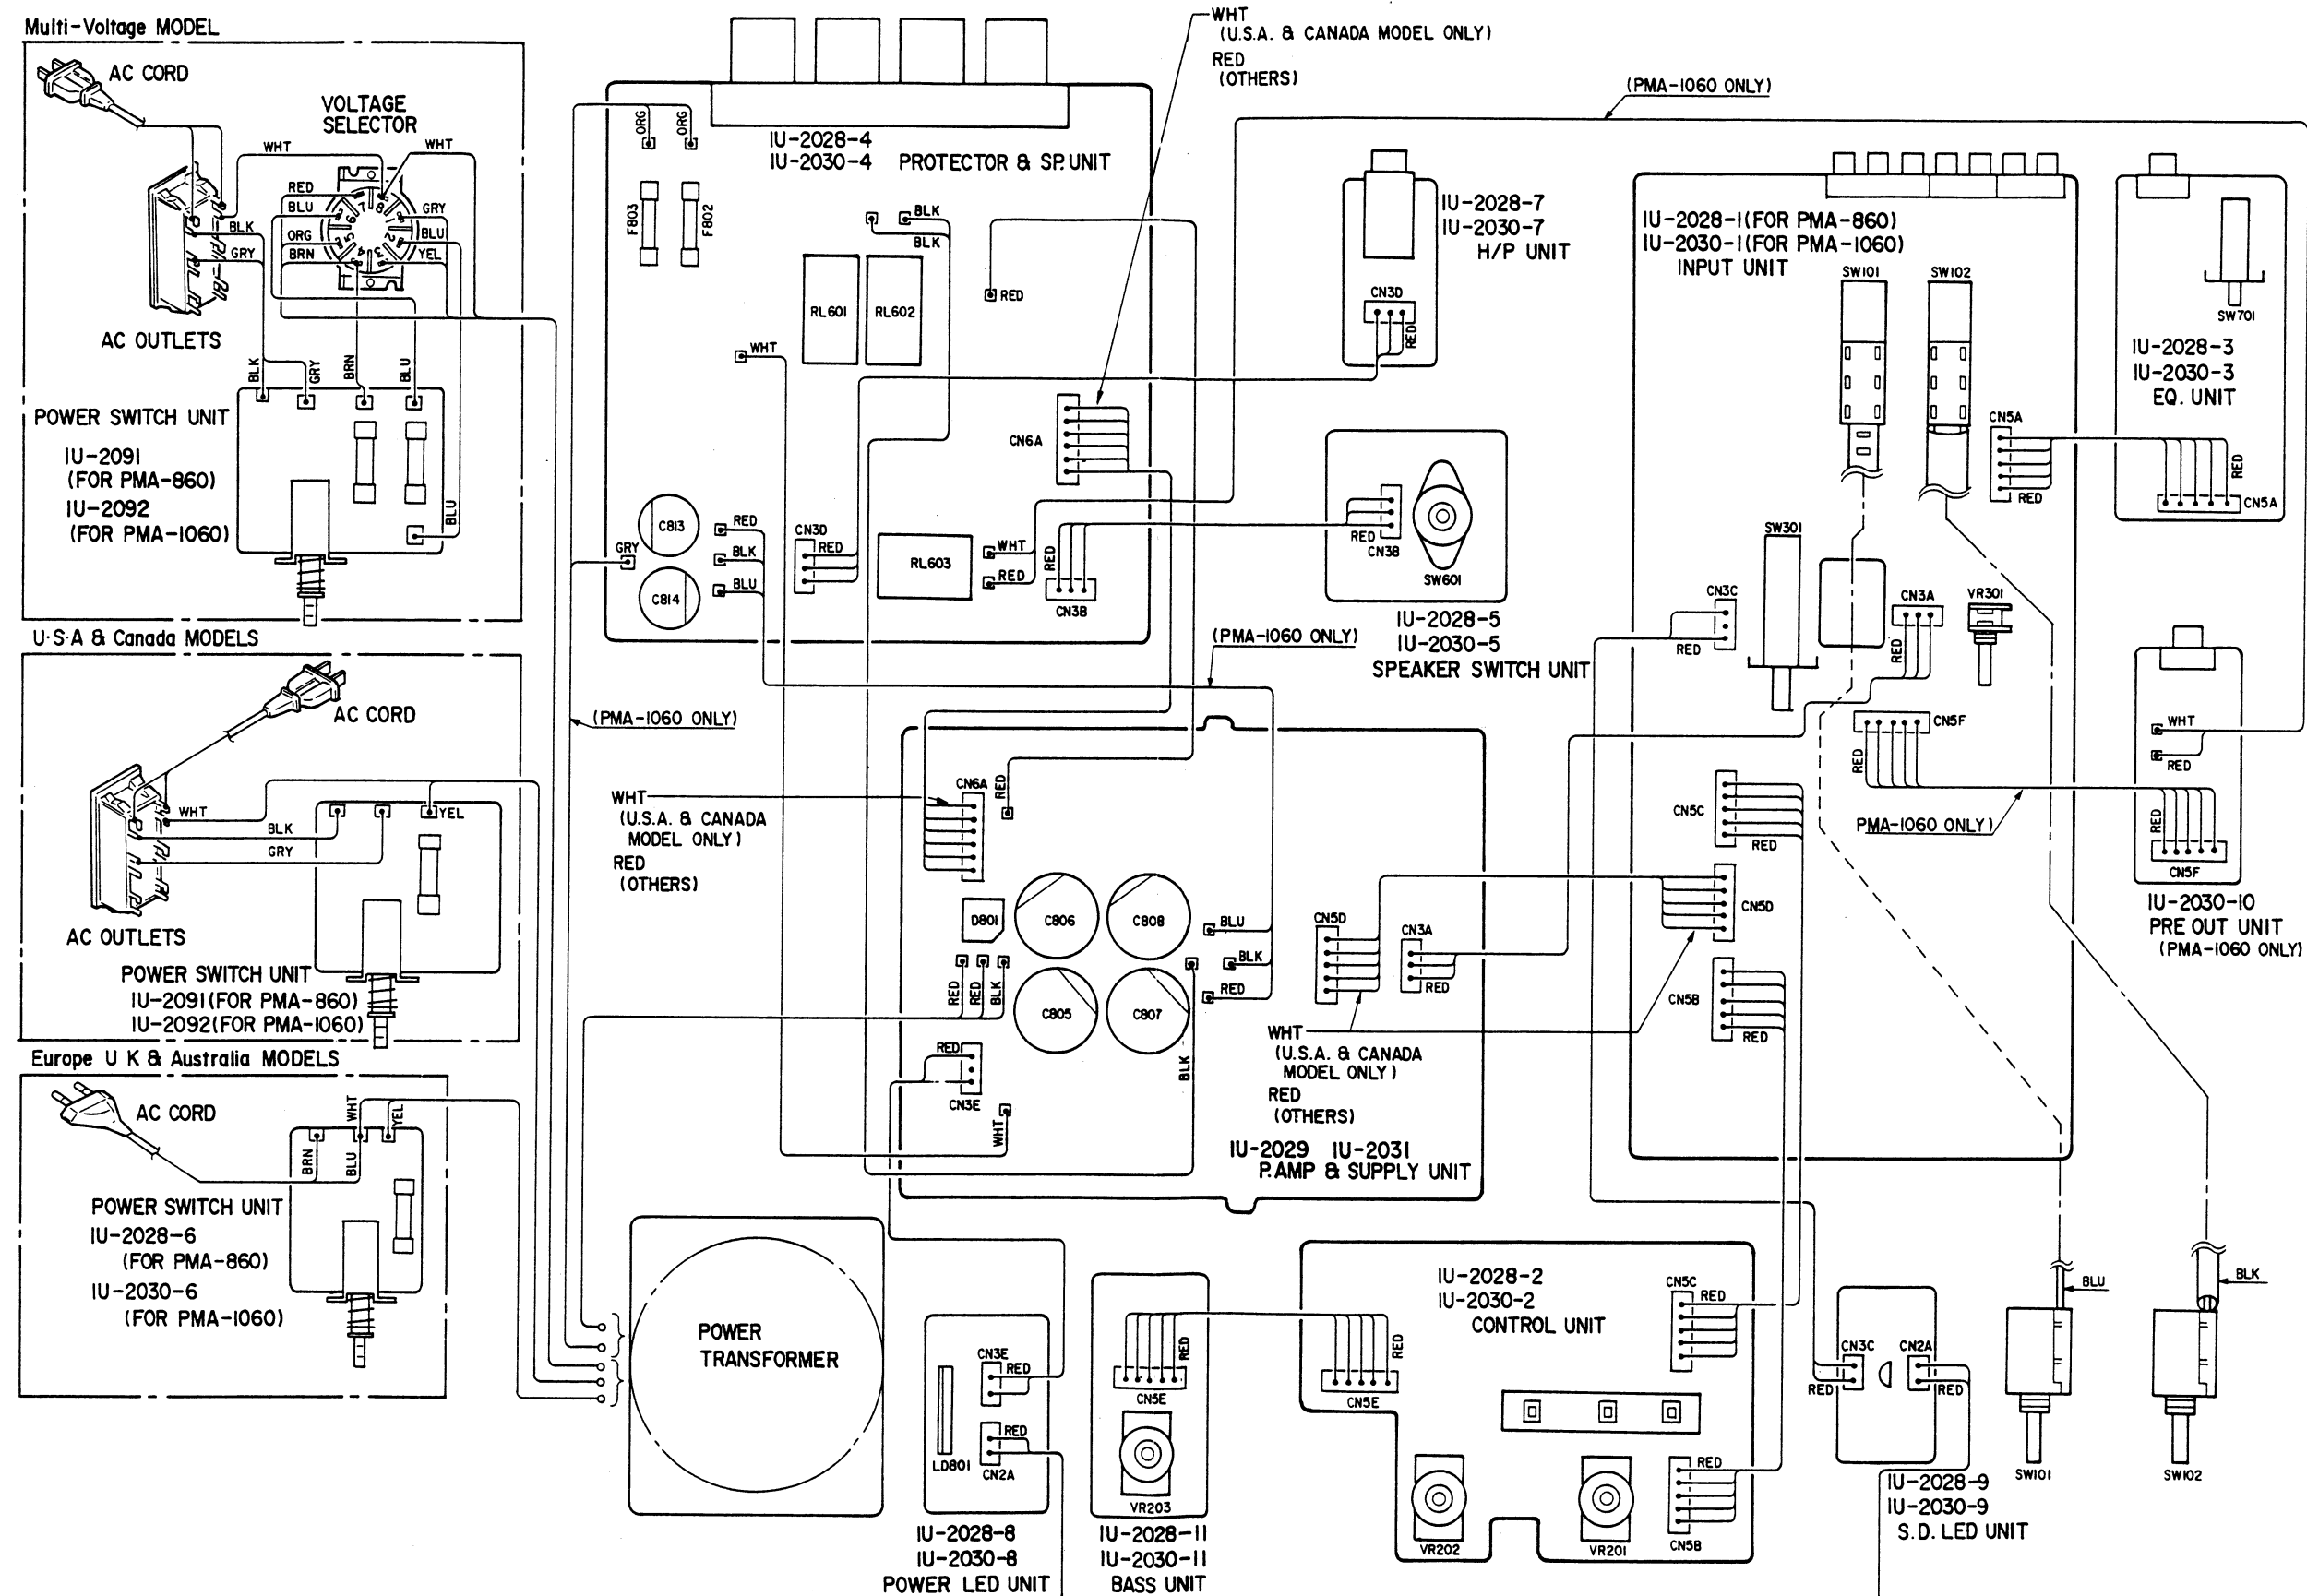 Multi-Voltage MODEL
AC CORD
VOLTAGE
SELECTOR
WHT
WHT
RED
BLU
ORG
BRN
7
8
6
5
4
3
2
GRY
BLU
YEL
BLK
GRY
AC OUTLETS
BLK
GRY
BRN
BLU
POWER SWITCH UNIT
IU-2091
(FOR PMA-860)
IU-2092
(FOR PMA-1060)
BLU
U·S·A & Canada MODELS
AC CORD
WHT
BLK
GRY
YEL
AC OUTLETS
POWER SWITCH UNIT
IU-2091(FOR PMA-860)
IU-2092(FOR PMA-1060)
Europe U K & Australia MODELS
AC CORD
WHT
YEL
BRN
BLU
POWER SWITCH UNIT
IU-2028-6
(FOR PMA-860)
IU-2030-6
(FOR PMA-1060)
ORG
ORG
IU-2028-4
IU-2030-4 PROTECTOR & SP.UNIT
F803
F802
BLK
BLK
RED
RL601
RL602
WHT
CN6A
C813
C814
GRY
RED
BLK
BLU
CN3D
RED
RL603
WHT
RED
RED
CN3B
WHT
(U.S.A. & CANADA MODEL ONLY)
RED
(OTHERS)
(PMA-1060 ONLY)
IU-2028-7
IU-2030-7
H/P UNIT
CN3D
RED
RED
CN3B
SW601
IU-2028-5
IU-2030-5
SPEAKER SWITCH UNIT
(PMA-1060 ONLY)
(PMA-1060 ONLY)
IU-2028-1(FOR PMA-860)
IU-2030-1(FOR PMA-1060)
INPUT UNIT
SW101
SW102
CN5A
RED
SW301
CN3C
RED
CN3A
RED
VR301
CN5F
RED
CN5C
RED
CN5D
CN5B
RED
PMA-1060 ONLY)
SW701
IU-2028-3
IU-2030-3
EQ. UNIT
RED
CN5A
WHT
RED
RED
CN5F
IU-2030-10
PRE OUT UNIT
(PMA-1060 ONLY)
WHT
(U.S.A. & CANADA
MODEL ONLY)
RED
(OTHERS)
CN6A
RED
D801
C806
C808
C805
C807
RED
RED
BLK
BLU
BLK
RED
BLK
RED
CN3E
WHT
CN5D
CN3A
RED
WHT
(U.S.A. & CANADA
MODEL ONLY)
RED
(OTHERS)
IU-2029 IU-2031
P.AMP & SUPPLY UNIT
POWER
TRANSFORMER
CN3E
RED
RED
CN2A
LD801
IU-2028-8
IU-2030-8
POWER LED UNIT
RED
CN5E
VR203
IU-2028-11
IU-2030-11
BASS UNIT
IU-2028-2
IU-2030-2
CONTROL UNIT
RED
CN5E
CN5C
RED
RED
CN5B
VR202
VR201
CN3C
CN2A
RED
RED
IU-2028-9
IU-2030-9
S.D. LED UNIT
BLU
SW101
BLK
SW102